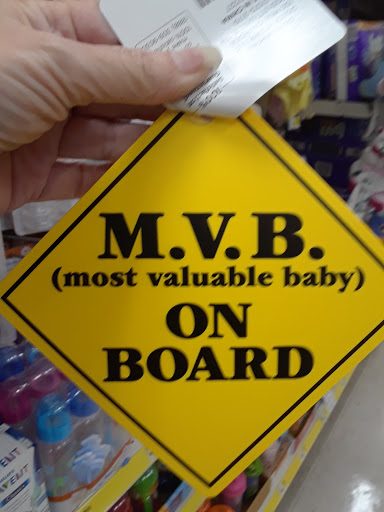 M.V.B.
(most valuable baby)
ON
BOARD